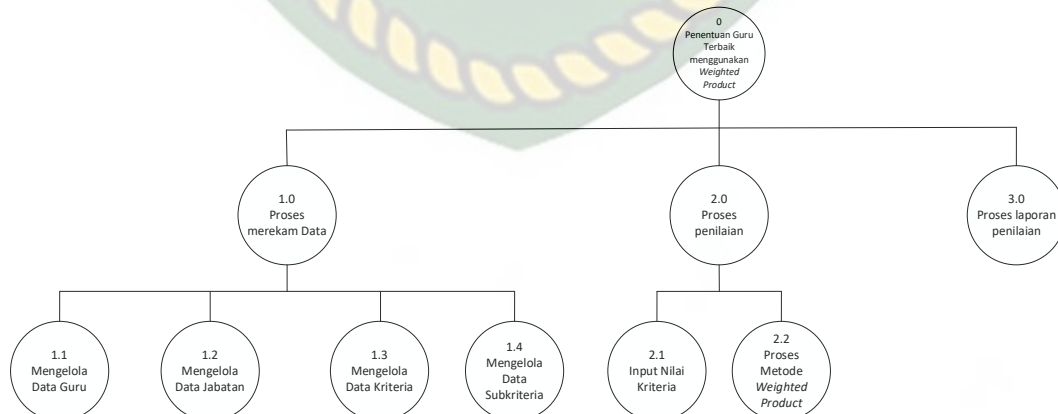 0
Penentuan Guru
Terbaik
menggunakan
Weighted
Product
1.0
Proses
merekam Data
2.0
Proses
penilaian
3.0
Proses laporan
penilaian
1.1
Mengelola
Data Guru
1.2
Mengelola
Data Jabatan
1.3
Mengelola
Data Kriteria
1.4
Mengelola
Data
Subkriteria
2.1
Input Nilai
Kriteria
2.2
Proses
Metode
Weighted
Product